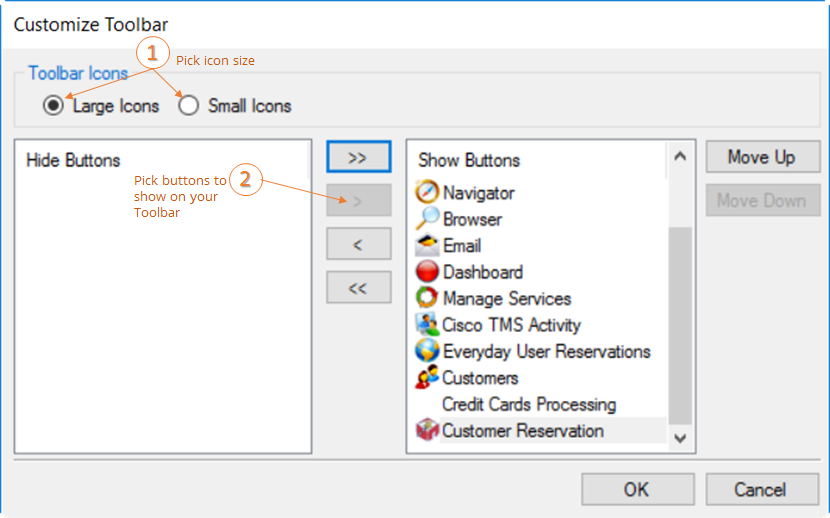 Customize Toolbar
1
Pick icon size
Toolbar Icons
Large Icons
Small Icons
Hide Buttons
>>
Show Buttons
Move Up
Pick buttons to
show on your
Toolbar
2
>
Navigator
Move Down
Browser
<
Email
Dashboard
<<
Manage Services
Cisco TMS Activity
Everyday User Reservations
Customers
Credit Cards Processing
Customer Reservation
OK
Cancel